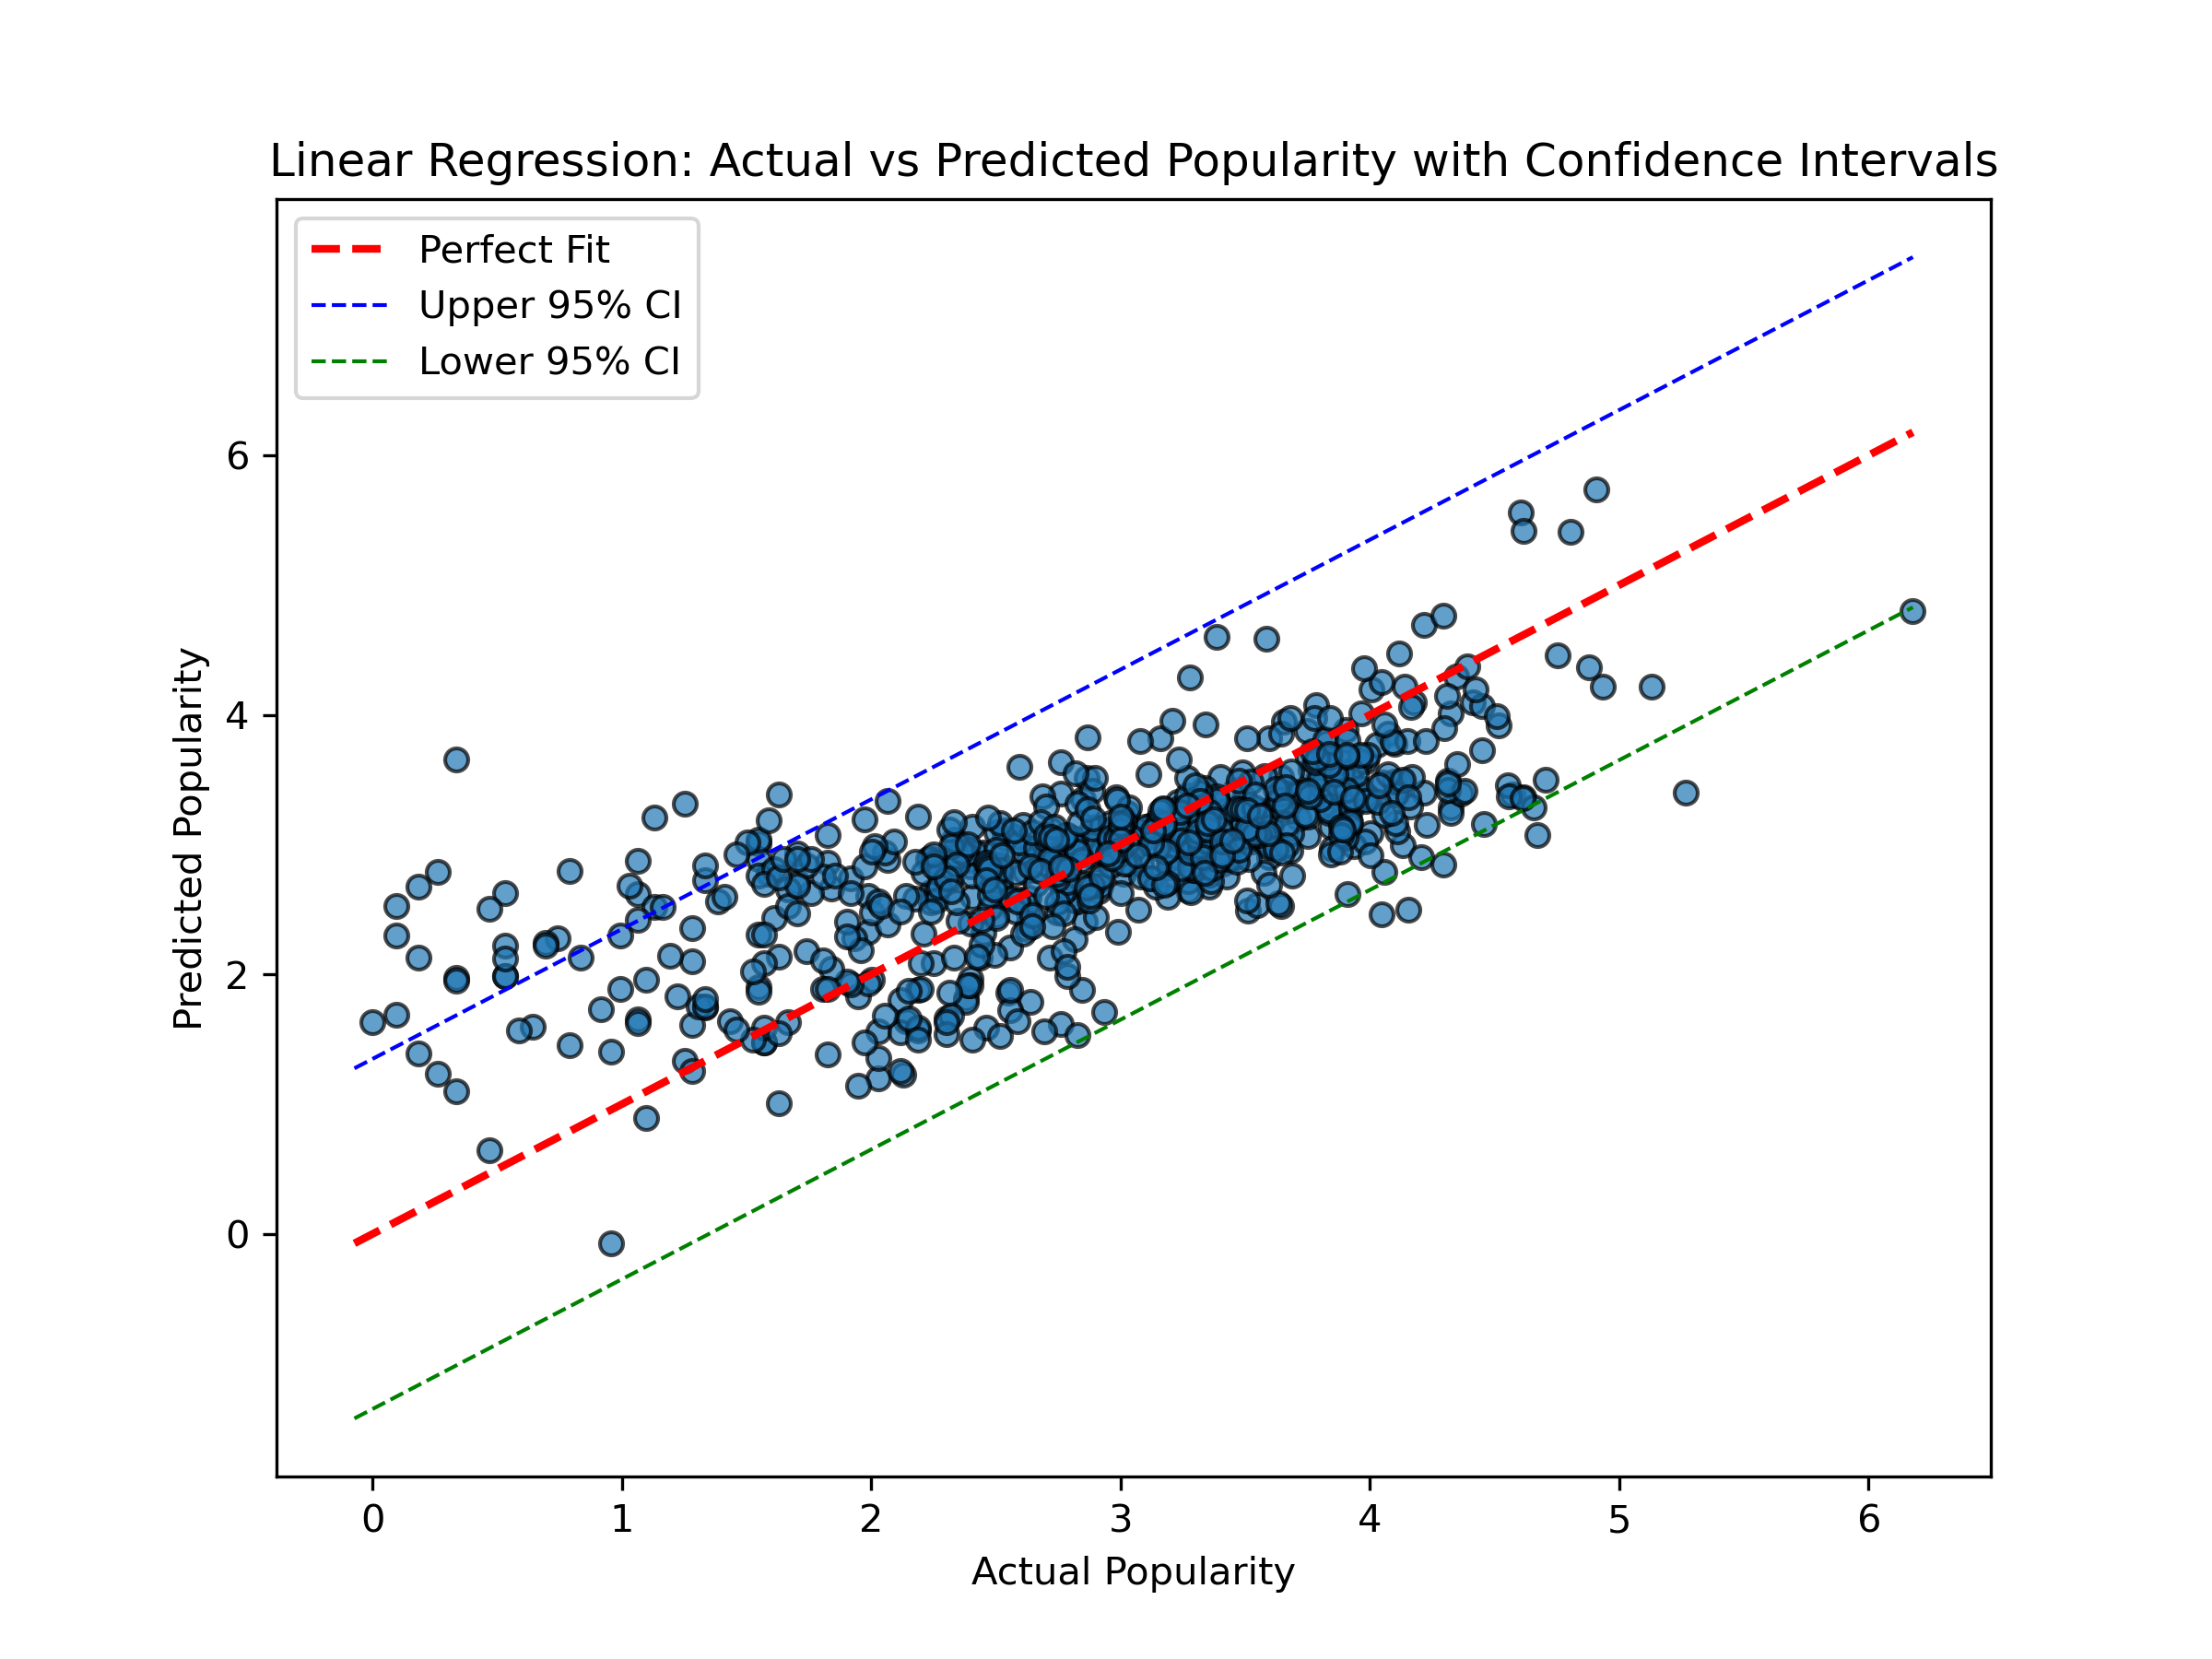 Linear Regression: Actual vs Predicted Popularity with Confidence Intervals
Perfect Fit
Upper 95% CI
Lower 95% CI
Predicted Popularity
6
4
2
0
0 1 2 3 4 5 6
Actual Popularity